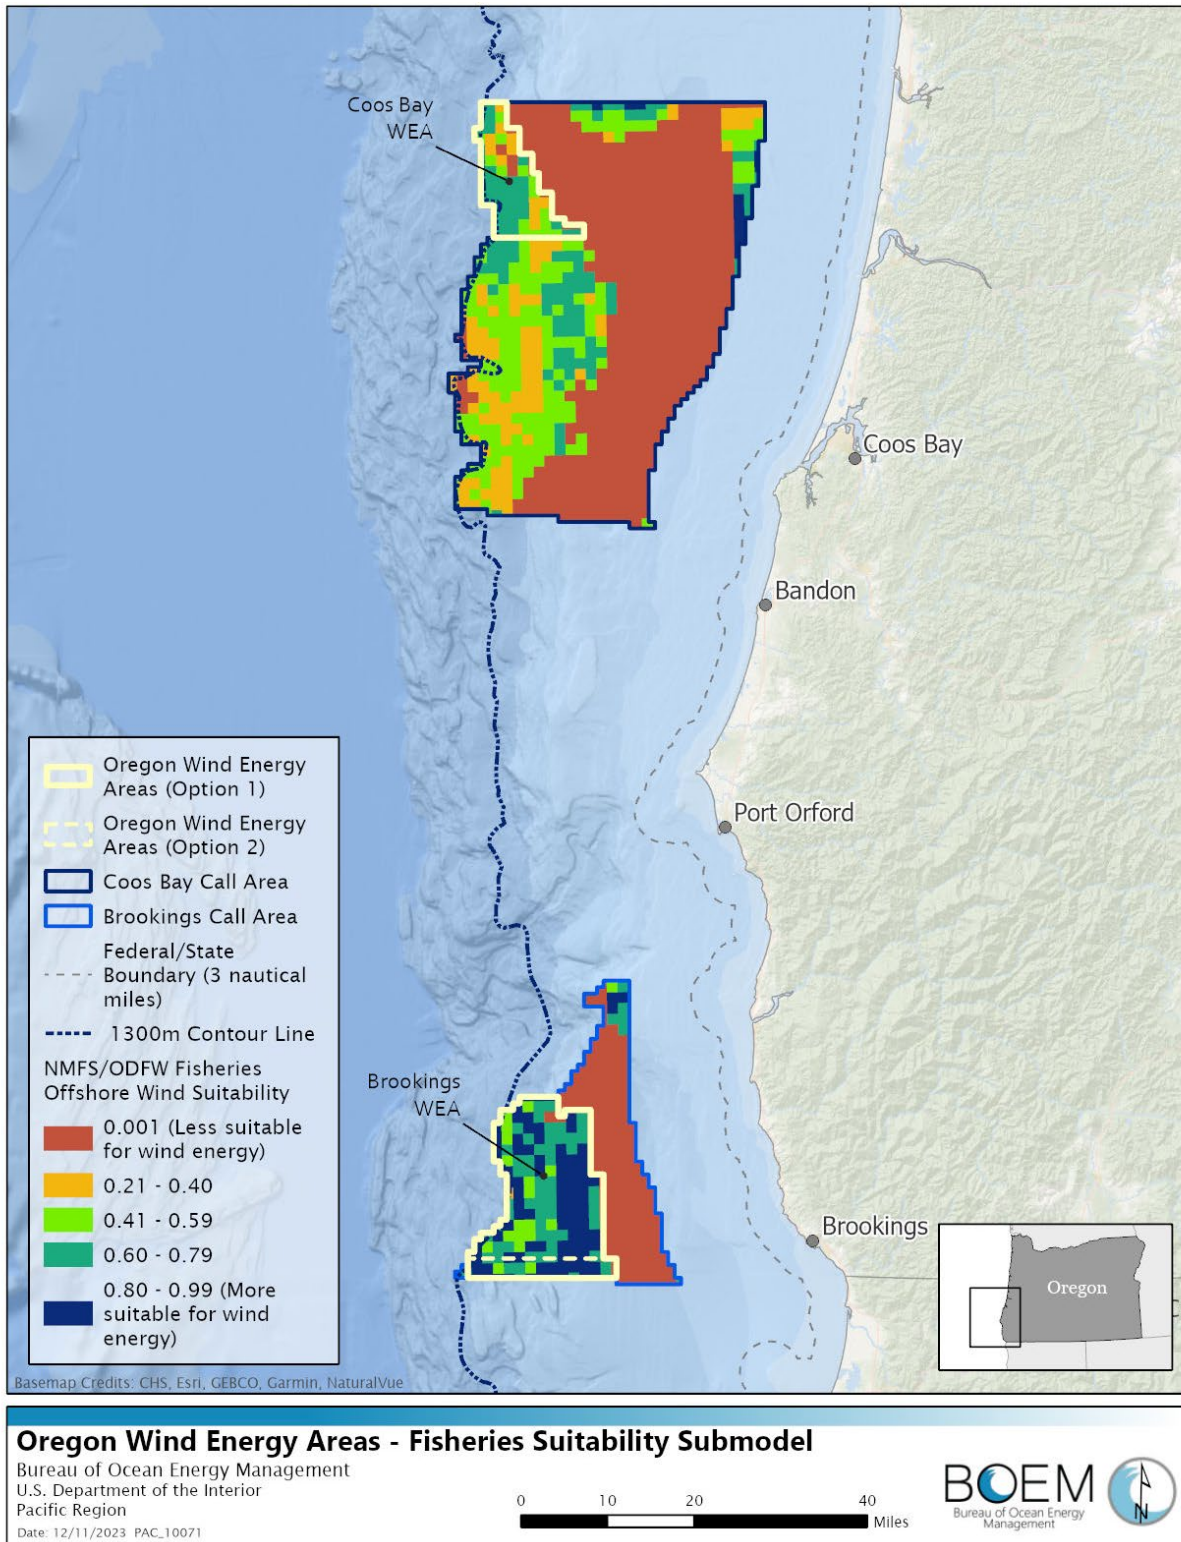 Coos Bay
WEA
Coos Bay
Bandon
Port Orford
Brookings
WEA
Brookings
Oregon Wind Energy
Areas (Option 1)
Oregon Wind Energy
Areas (Option 2)
Coos Bay Call Area
Brookings Call Area
Federal/State
Boundary (3 nautical
miles)
1300m Contour Line
NMFS/ODFW Fisheries
Offshore Wind Suitability
0.001 (Less suitable
for wind energy)
0.21 - 0.40
0.41 - 0.59
0.60 - 0.79
0.80 - 0.99 (More
suitable for wind
energy)
Oregon
Basemap Credits: CHS, Esri, GEBCO, Garmin, NaturalVue
Oregon Wind Energy Areas - Fisheries Suitability Submodel
Bureau of Ocean Energy Management
U.S. Department of the Interior
Pacific Region
Date: 12/11/2023 PAC_10071
0 10 20 40
Miles
BOEM
Bureau of Ocean Energy
Management
N